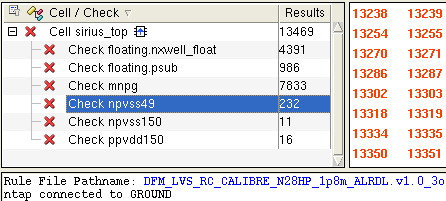 Cell / Check Results
Cell sirius_top 13469
Check floating.nxwell_float 4391
Check floating.psub 986
Check mnpg 7833
Check npvss49 232
Check npvss150 11
Check ppvdd150 16
13238 13239
13254 13255
13270 13271
13286 13287
13302 13303
13318 13319
13334 13335
13350 13351
Rule File Pathname: DFM_LVS_RC_CALIBRE_N28HP_1p8m_ALRDL.v1.0_3o
ntap connected to GROUND